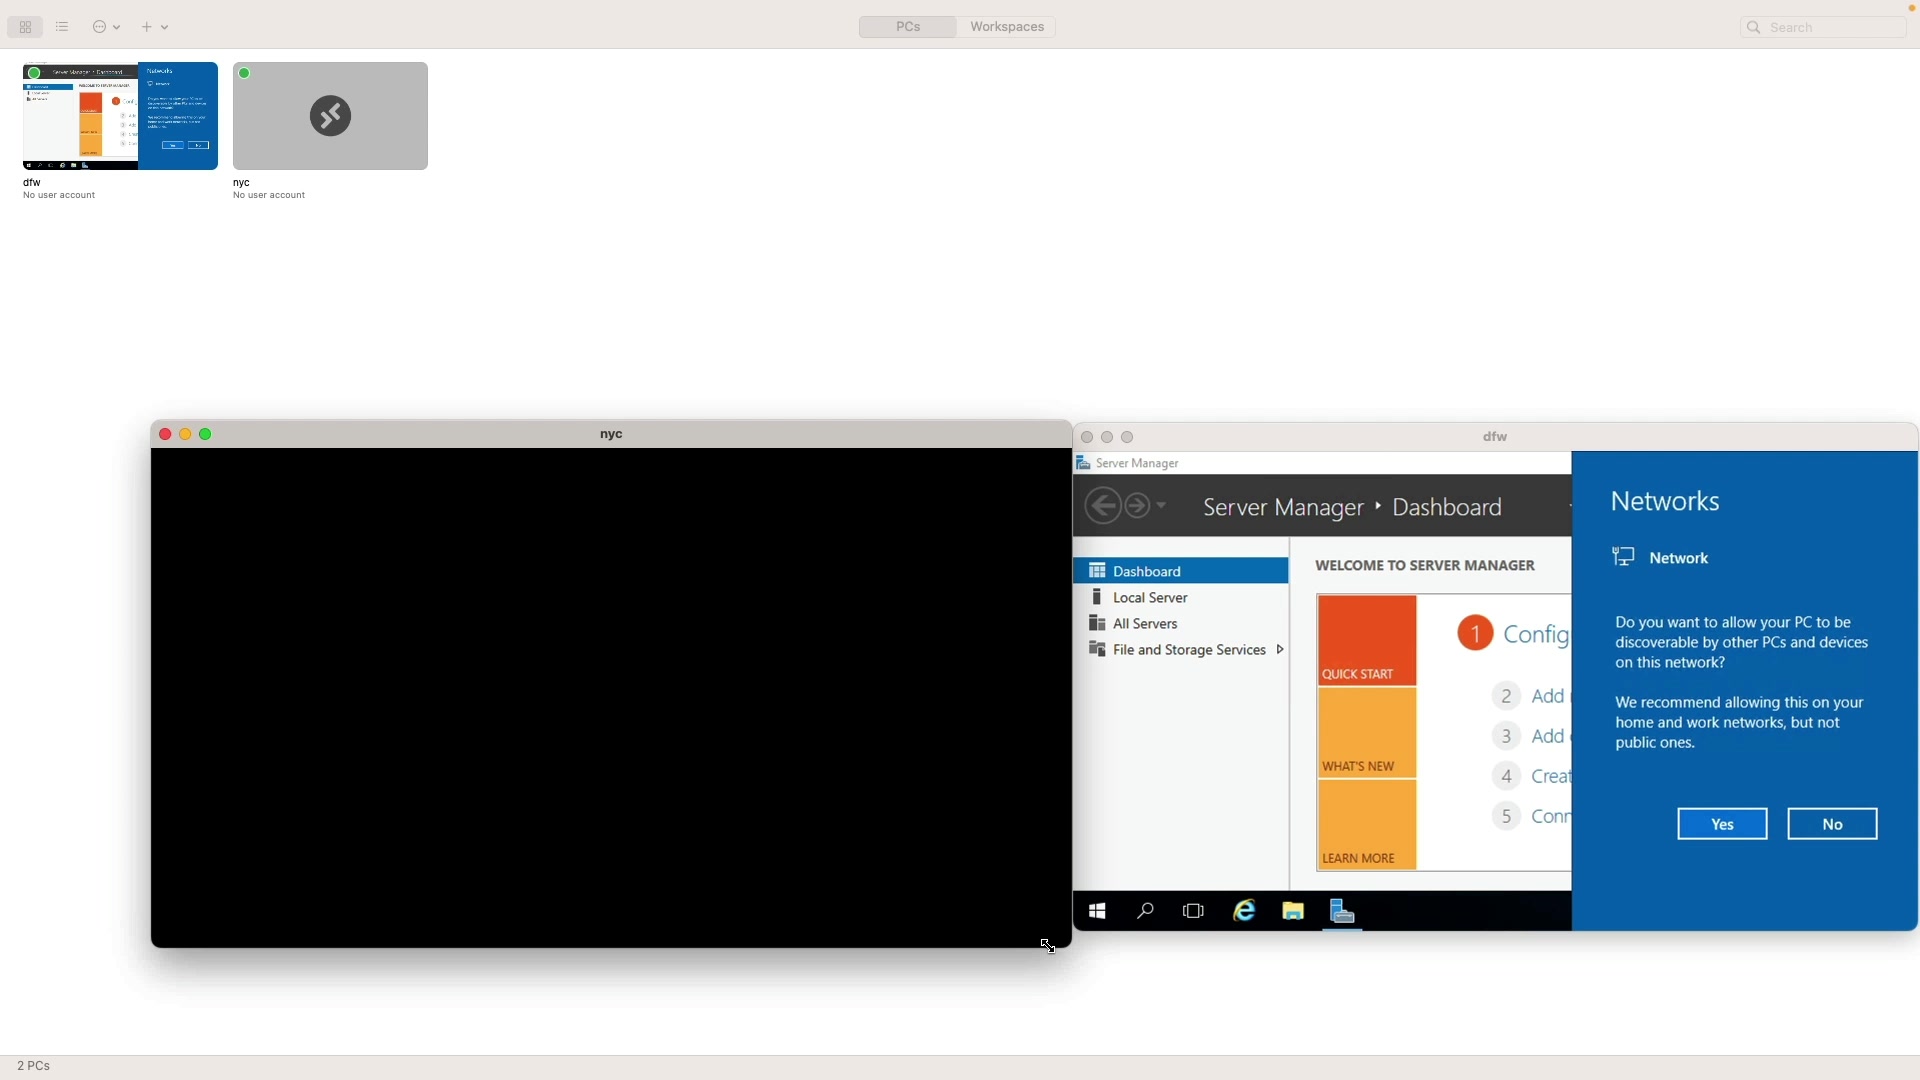 PCs
Workspaces
Search
Server Manager • Dashboard
Networks
dfw
No user account
nyc
No user account
nyc
dfw
Server Manager
Server Manager ‣ Dashboard
Dashboard
Local Server
All Servers
File and Storage Services
WELCOME TO SERVER MANAGER
QUICK START
WHAT'S NEW
LEARN MORE
1 Config
2 Add
3 Add
4 Creat
5 Conn
Networks
Network
Do you want to allow your PC to be
discoverable by other PCs and devices
on this network?
We recommend allowing this on your
home and work networks, but not
public ones.
Yes
No
2 PCs